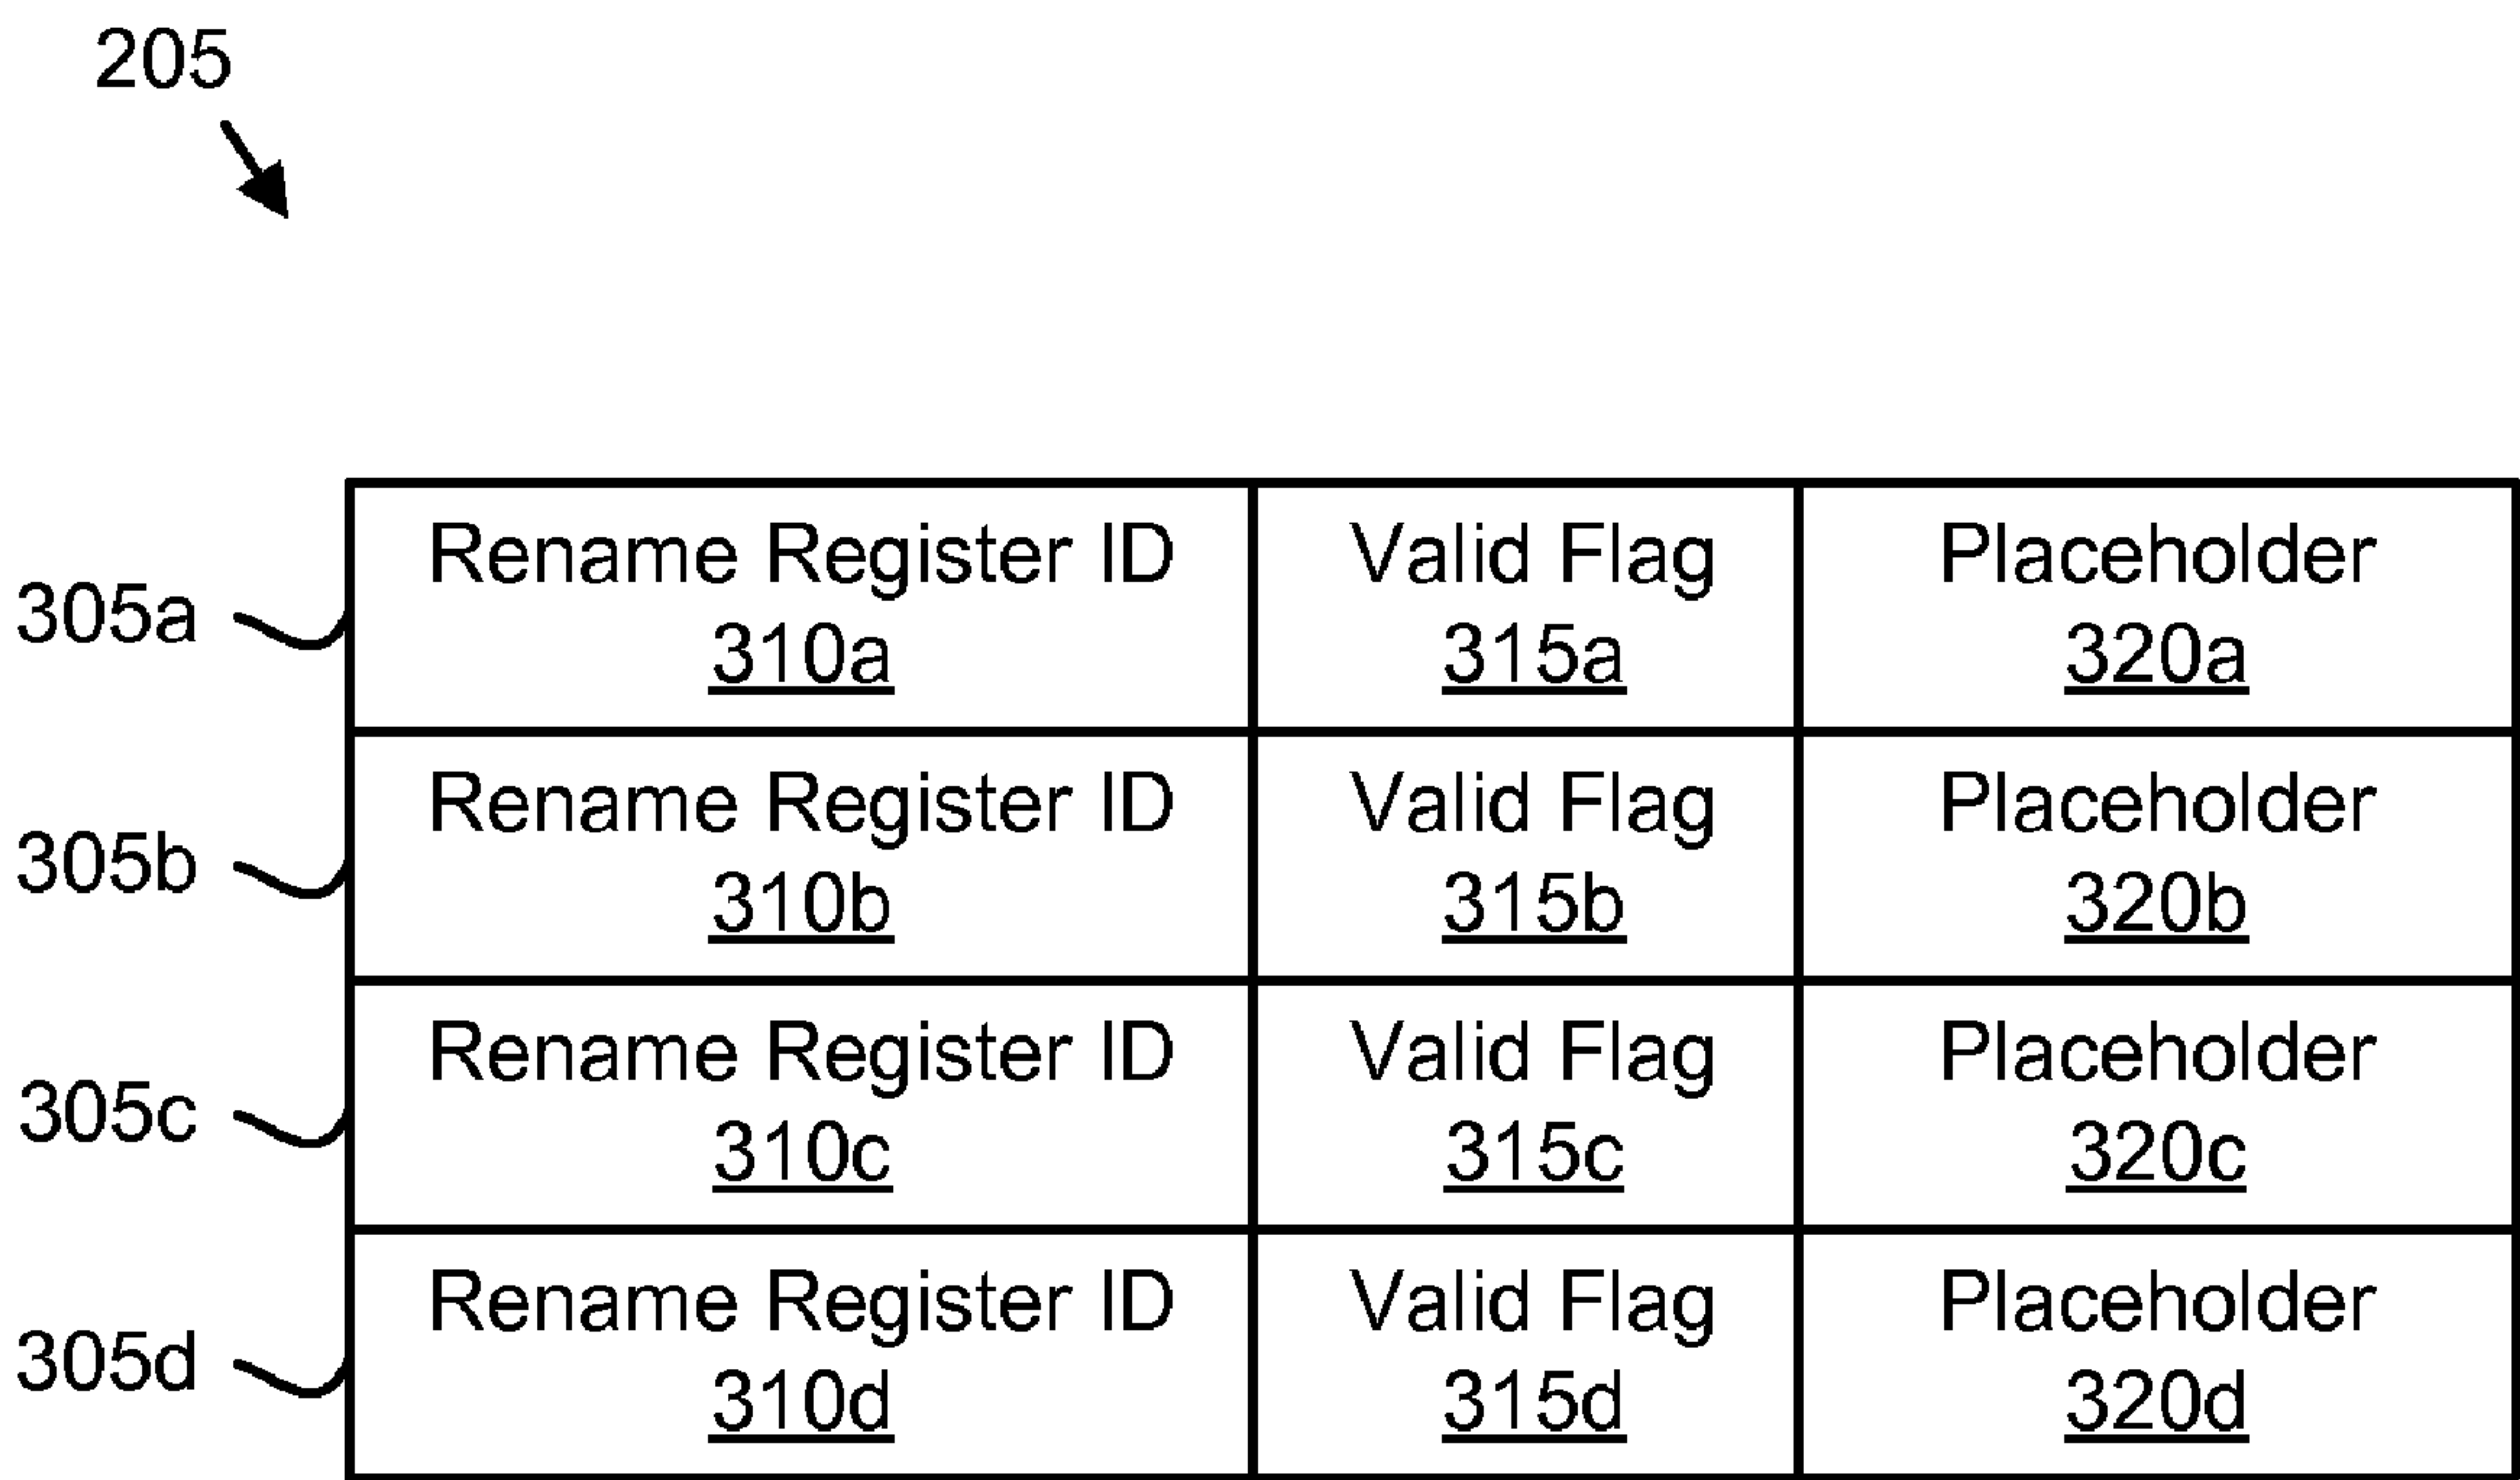 205
Rename Register ID Valid Flag Placeholder
305a 310a 315a 320a
Rename Register ID Valid Flag Placeholder
305b 310b 315b 320b
Rename Register ID Valid Flag Placeholder
305c 310c 315c 320c
Rename Register ID Valid Flag Placeholder
305d 310d 315d 320d